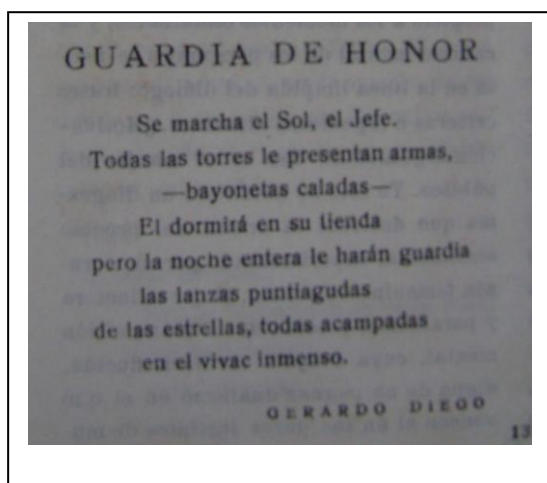 GUARDIA DE HONOR
Se marcha el Sol, el Jefe.
Todas las torres le presentan armas,
—bayonetas caladas—
El dormirá en su tienda
pero la noche entera le harán guardia
las lanzas puntiagudas
de las estrellas, todas acampadas
en el vivac inmenso.
GERARDO DIEGO
13